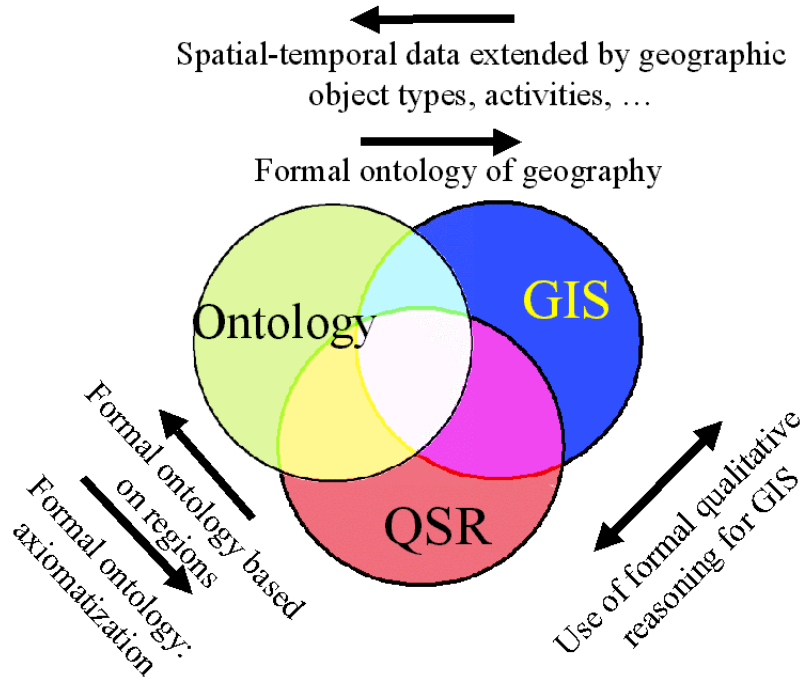 Spatial-temporal data extended by geographic
object types, activities, …
Formal ontology of geography
Ontology
GIS
QSR
Formal ontology based
on regions
Formal ontology:
axiomatization
Use of formal qualitative
reasoning for GIS